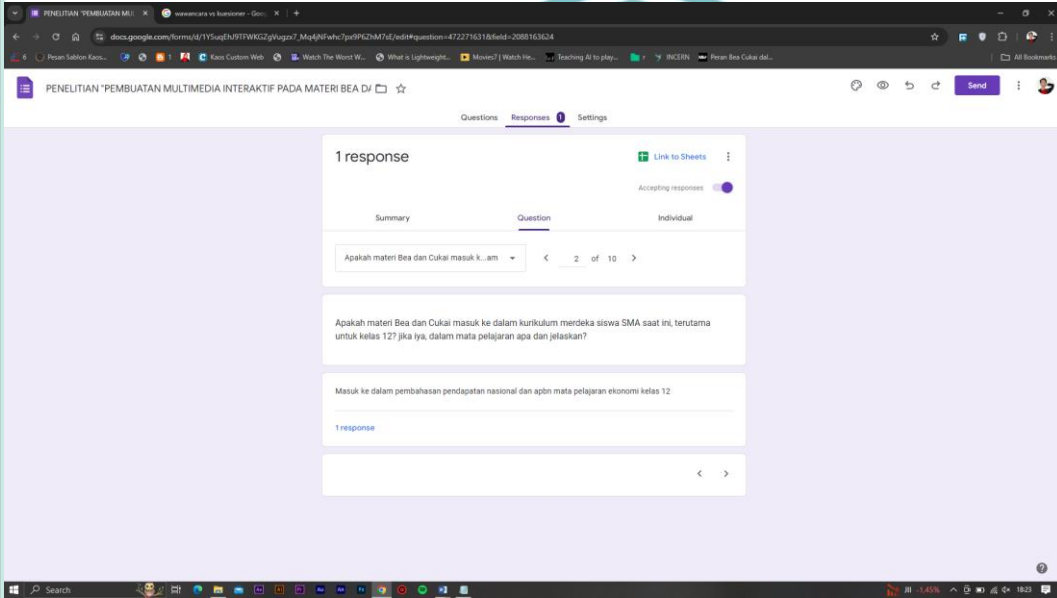 PENELITIAN "PEMBUATAN MUL
wawancara vs kuesioner - Goo
docs.google.com/forms/d/
/edit#question=472271631&field=2088163624
6
Pesan Sablon Kaos...
1
Kaos Custom Web
Watch The Worst W...
What is Lightweight...
Movies7 | Watch He...
Teaching AI to play...
INCERN
Peran Bea Cukai dal...
All Bookmarks
PENELITIAN "PEMBUATAN MULTIMEDIA INTERAKTIF PADA MATERI BEA DA
Send
Questions Responses 1 Settings
1 response
Link to Sheets
Accepting responses
Summary Question Individual
Apakah materi Bea dan Cukai masuk k...am
2 of 10
Apakah materi Bea dan Cukai masuk ke dalam kurikulum merdeka siswa SMA saat ini, terutama
untuk kelas 12? jika iya, dalam mata pelajaran apa dan jelaskan?
Masuk ke dalam pembahasan pendapatan nasional dan apbn mata pelajaran ekonomi kelas 12
1 response
Search
-1,45%
1823